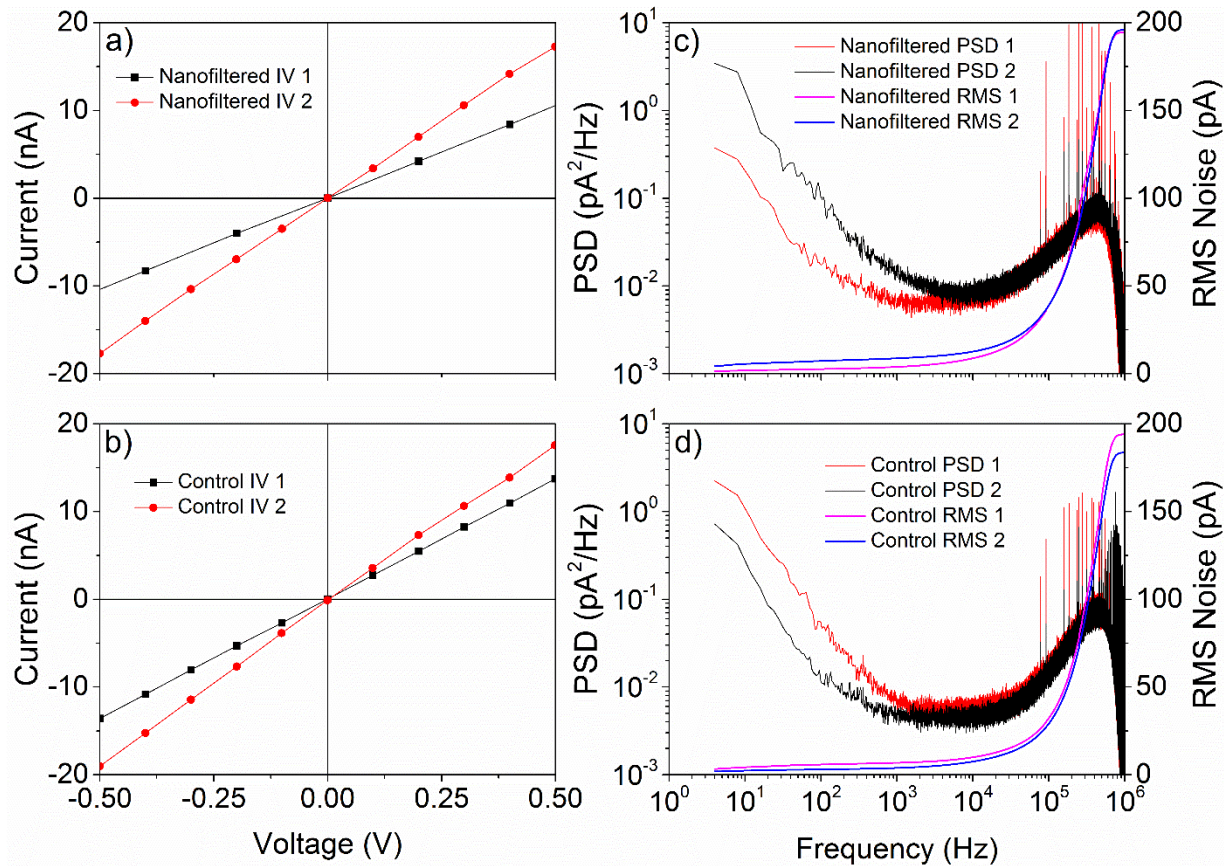 a)
Nanofiltered IV 1
Nanofiltered IV 2
20
10
0
-10
-20
Current (nA)
c)
Nanofiltered PSD 1
Nanofiltered PSD 2
Nanofiltered RMS 1
Nanofiltered RMS 2
10^1
10^0
10^-1
10^-2
10^-3
PSD (pA^2/Hz)
200
150
100
50
0
RMS Noise (pA)
b)
Control IV 1
Control IV 2
20
10
0
-10
-20
Current (nA)
-0.50
-0.25
0.00
0.25
0.50
Voltage (V)
d)
Control PSD 1
Control PSD 2
Control RMS 1
Control RMS 2
10^1
10^0
10^-1
10^-2
10^-3
PSD (pA^2/Hz)
200
150
100
50
0
RMS Noise (pA)
10^0
10^1
10^2
10^3
10^4
10^5
10^6
Frequency (Hz)